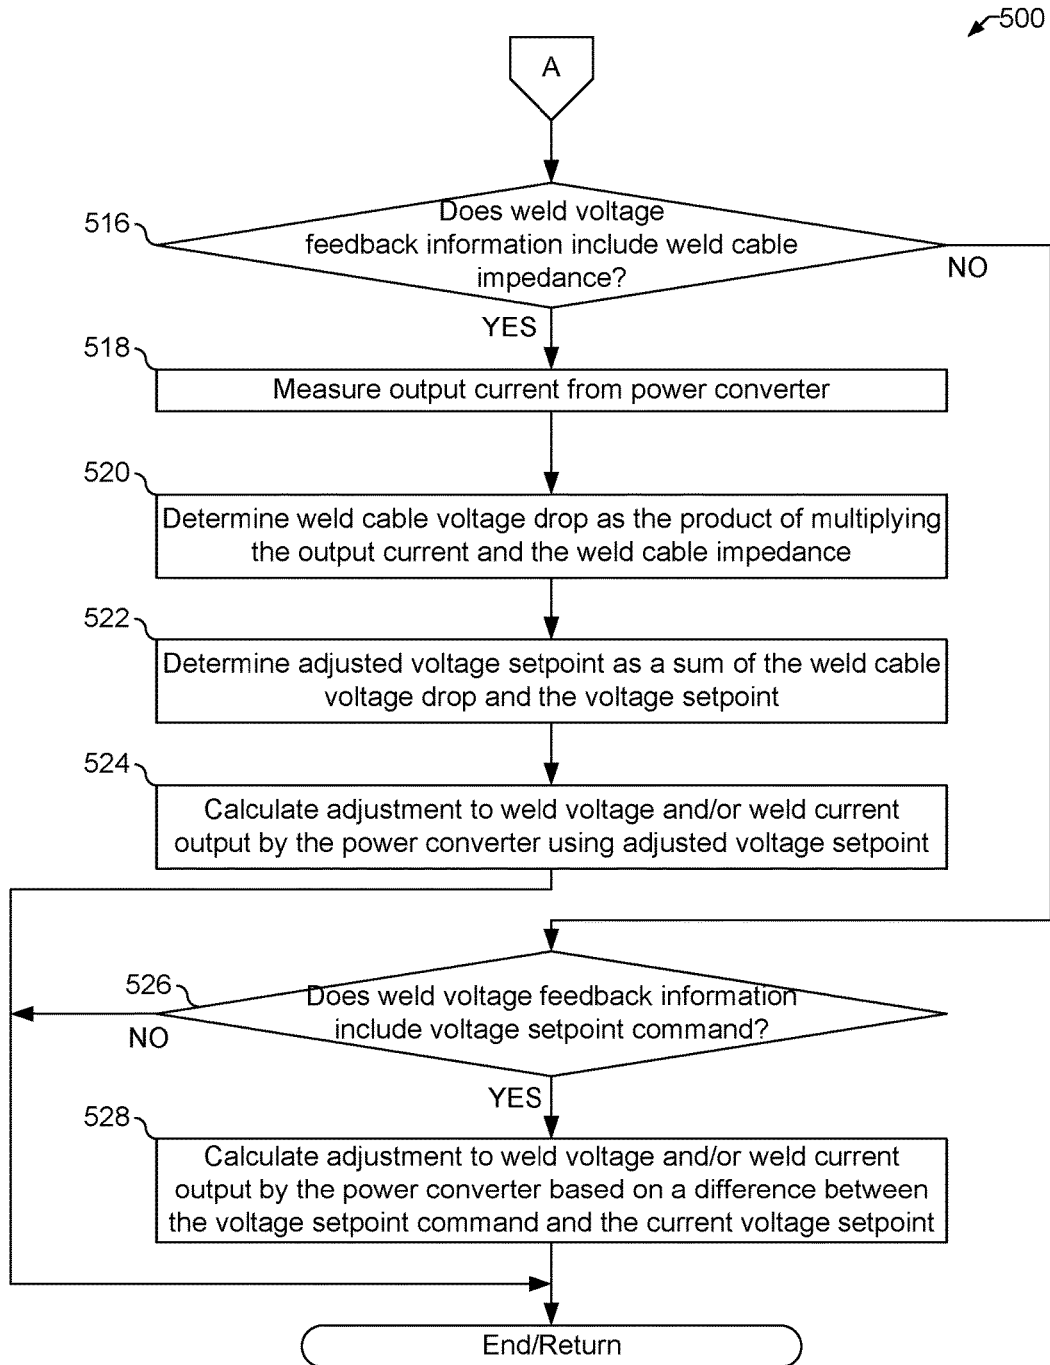 500
A
516
Does weld voltage
feedback information include weld cable
impedance?
NO
YES
518
Measure output current from power converter
520
Determine weld cable voltage drop as the product of multiplying
the output current and the weld cable impedance
522
Determine adjusted voltage setpoint as a sum of the weld cable
voltage drop and the voltage setpoint
524
Calculate adjustment to weld voltage and/or weld current
output by the power converter using adjusted voltage setpoint
526
Does weld voltage feedback information
include voltage setpoint command?
NO
YES
528
Calculate adjustment to weld voltage and/or weld current
output by the power converter based on a difference between
the voltage setpoint command and the current voltage setpoint
End/Return